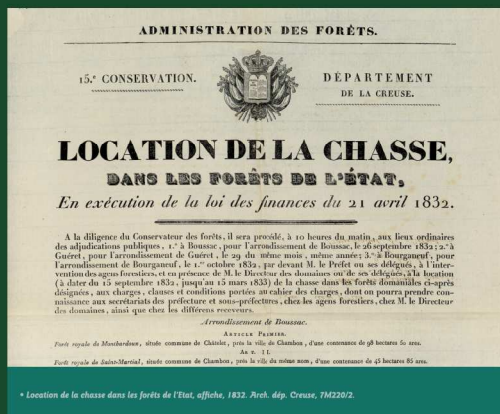 ADMINISTRATION DES FORÊTS.
15.e CONSERVATION.
DÉPARTEMENT
DE LA CREUSE.
LOCATION DE LA CHASSE,
DANS LES FORÊTS DE L'ÉTAT,
En exécution de la loi des finances du 21 avril 1832.
A la diligence du Conservateur des forêts, il sera procédé, à 10 heures du matin, aux lieux ordinaires
des adjudications publiques, 1.º à Boussac, pour l'arrondissement de Boussac, le 26 septembre 1832; 2.º à
Guéret, pour l'arrondissement de Guéret, le 29 du même mois, même année; 3.º à Bourganeuf, pour
l'arrondissement de Bourganeuf, le 1.er octobre 1832, par devant M. le Préfet ou ses délégués, à l'inter-
vention des agens forestiers, et en présence de M. le Directeur des domaines ou de ses délégués, à la location
(à dater du 15 septembre 1832, jusqu'au 15 mars 1833) de la chasse dans les forêts domaniales ci-après
désignées, aux charges, clauses et conditions portées au cahier des charges, dont on pourra prendre con-
naissance aux secrétariats des préfecture et sous-préfectures, chez les agens forestiers, chez M. le Directeur
des domaines, ainsi que chez les différens receveurs.
Arrondissement de Boussac.
ARTICLE PREMIER.
Forêt royale de Montbardoux, située commune de Châtelet, près la ville de Chambon, d'une contenance de 98 hectares 60 ares.
ART. II.
Forêt royale de Saint-Martial, située commune de Chambon, près la ville du même nom, d'une contenance de 45 hectares 85 ares.
• Location de la chasse dans les forêts de l'Etat, affiche, 1832. Arch. dép. Creuse, 7M220/2.